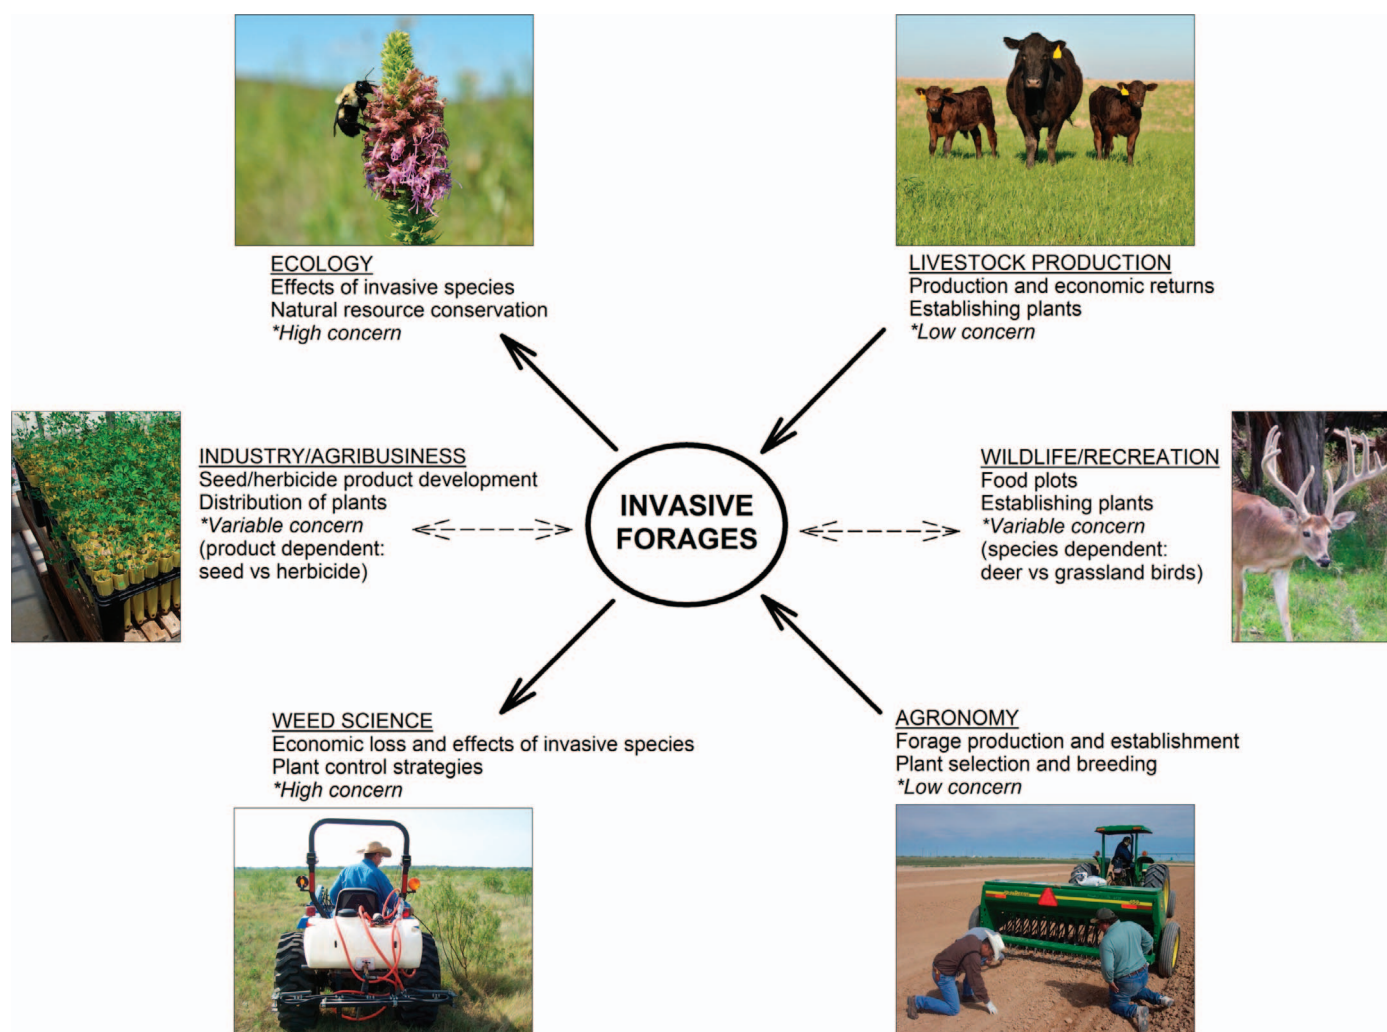 ECOLOGY
Effects of invasive species
Natural resource conservation
*High concern
LIVESTOCK PRODUCTION
Production and economic returns
Establishing plants
*Low concern
INDUSTRY/AGRIBUSINESS
Seed/herbicide product development
Distribution of plants
*Variable concern
(product dependent:
seed vs herbicide)
INVASIVE
FORAGES
WILDLIFE/RECREATION
Food plots
Establishing plants
*Variable concern
(species dependent:
deer vs grassland birds)
WEED SCIENCE
Economic loss and effects of invasive species
Plant control strategies
*High concern
AGRONOMY
Forage production and establishment
Plant selection and breeding
*Low concern